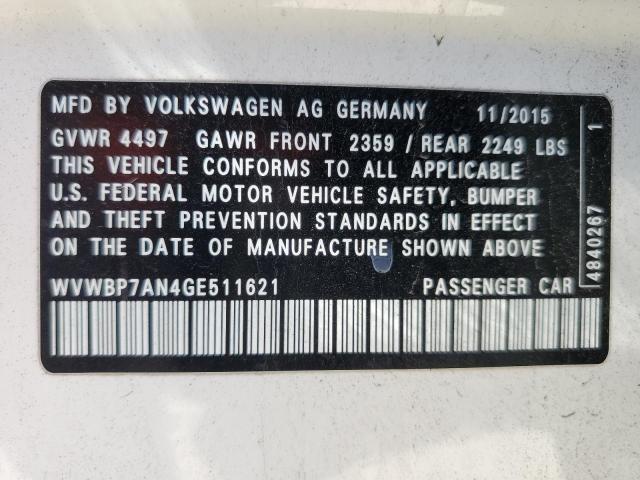 MFD BY VOLKSWAGEN AG GERMANY 11/2015
GVWR 4497 GAWR FRONT 2359 / REAR 2249 LBS
THIS VEHICLE CONFORMS TO ALL APPLICABLE
U.S. FEDERAL MOTOR VEHICLE SAFETY, BUMPER
AND THEFT PREVENTION STANDARDS IN EFFECT
ON THE DATE OF MANUFACTURE SHOWN ABOVE
WVWBP7AN4GE511621 PASSENGER CAR
4840267 1